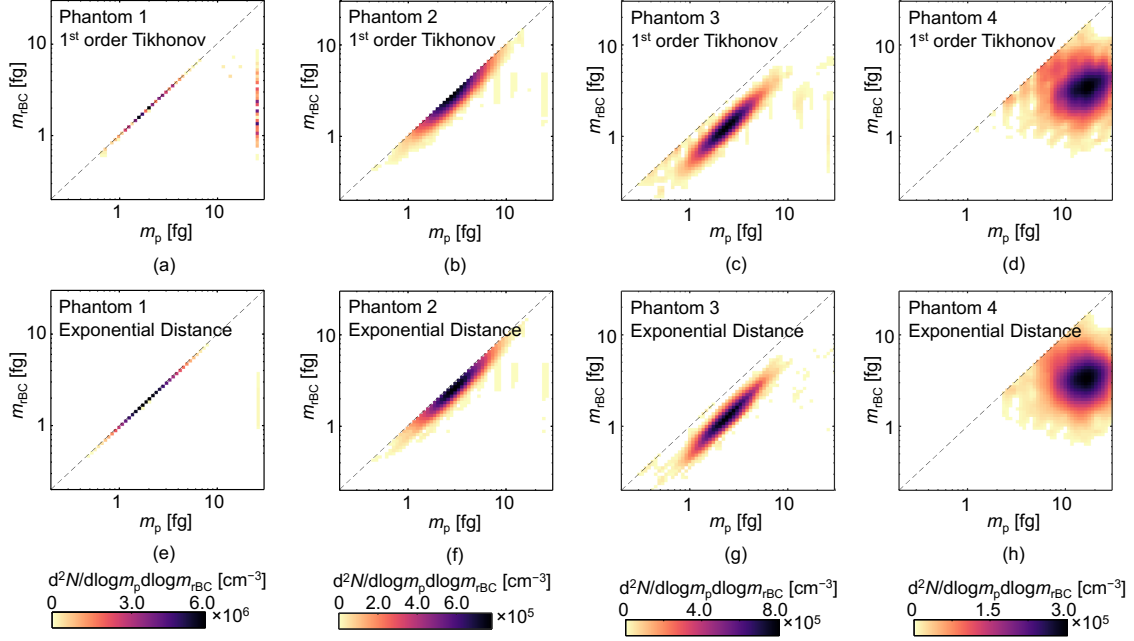 Phantom 1
1st order Tikhonov
10
1
m_rBC [fg]
1
10
m_p [fg]
(a)
Phantom 2
1st order Tikhonov
10
1
m_rBC [fg]
1
10
m_p [fg]
(b)
Phantom 3
1st order Tikhonov
10
1
m_rBC [fg]
1
10
m_p [fg]
(c)
Phantom 4
1st order Tikhonov
10
1
m_rBC [fg]
1
10
m_p [fg]
(d)
Phantom 1
Exponential Distance
10
1
m_rBC [fg]
1
10
m_p [fg]
(e)
Phantom 2
Exponential Distance
10
1
m_rBC [fg]
1
10
m_p [fg]
(f)
Phantom 3
Exponential Distance
10
1
m_rBC [fg]
1
10
m_p [fg]
(g)
Phantom 4
Exponential Distance
10
1
m_rBC [fg]
1
10
m_p [fg]
(h)
d²N/dlogm_pdlogm_rBC [cm⁻³]
0 3.0 6.0
×10⁶
d²N/dlogm_pdlogm_rBC [cm⁻³]
0 2.0 4.0 6.0
×10⁵
d²N/dlogm_pdlogm_rBC [cm⁻³]
0 4.0 8.0
×10⁵
d²N/dlogm_pdlogm_rBC [cm⁻³]
0 1.5 3.0
×10⁵